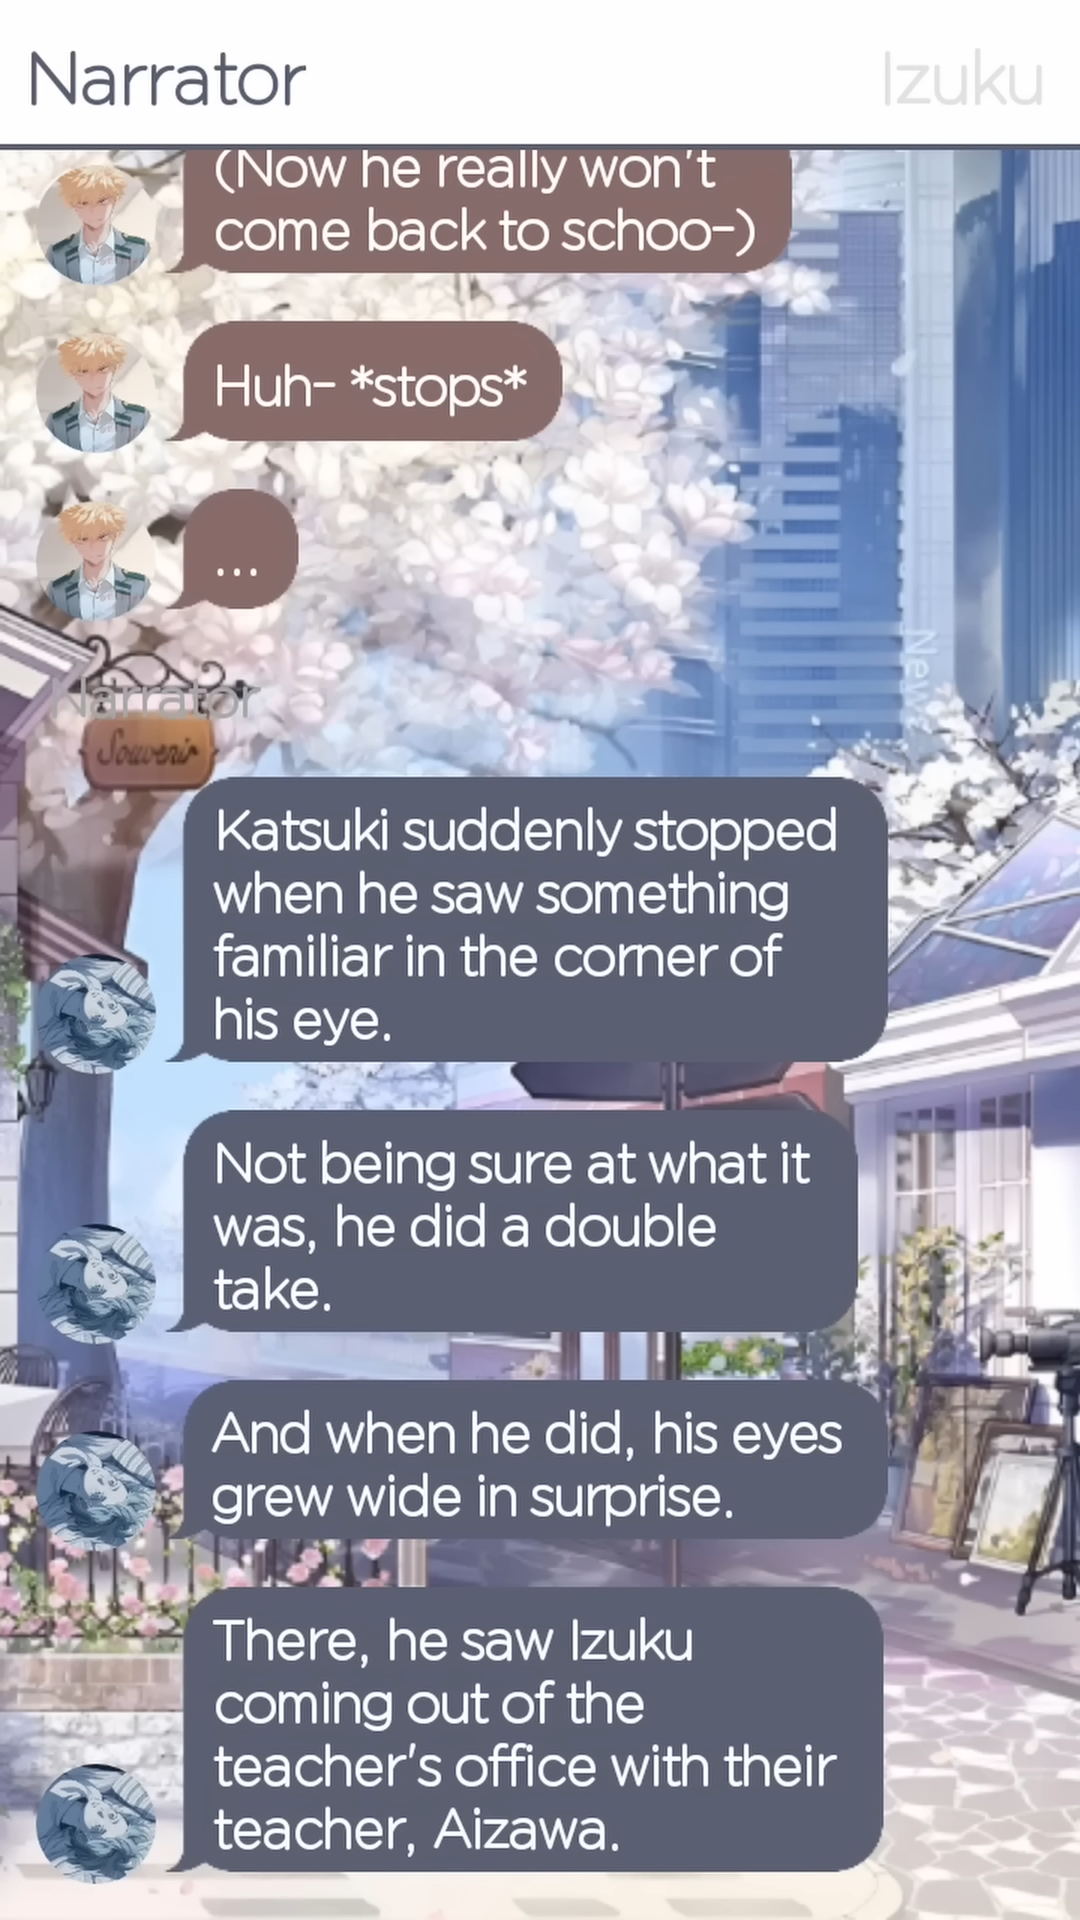 Narrator
Izuku
(Now he really won't
come back to schoo-)
Huh- *stops*
...
Narrator
Souvenir
New
Katsuki suddenly stopped
when he saw something
familiar in the corner of
his eye.
Not being sure at what it
was, he did a double
take.
And when he did, his eyes
grew wide in surprise.
There, he saw Izuku
coming out of the
teacher's office with their
teacher, Aizawa.